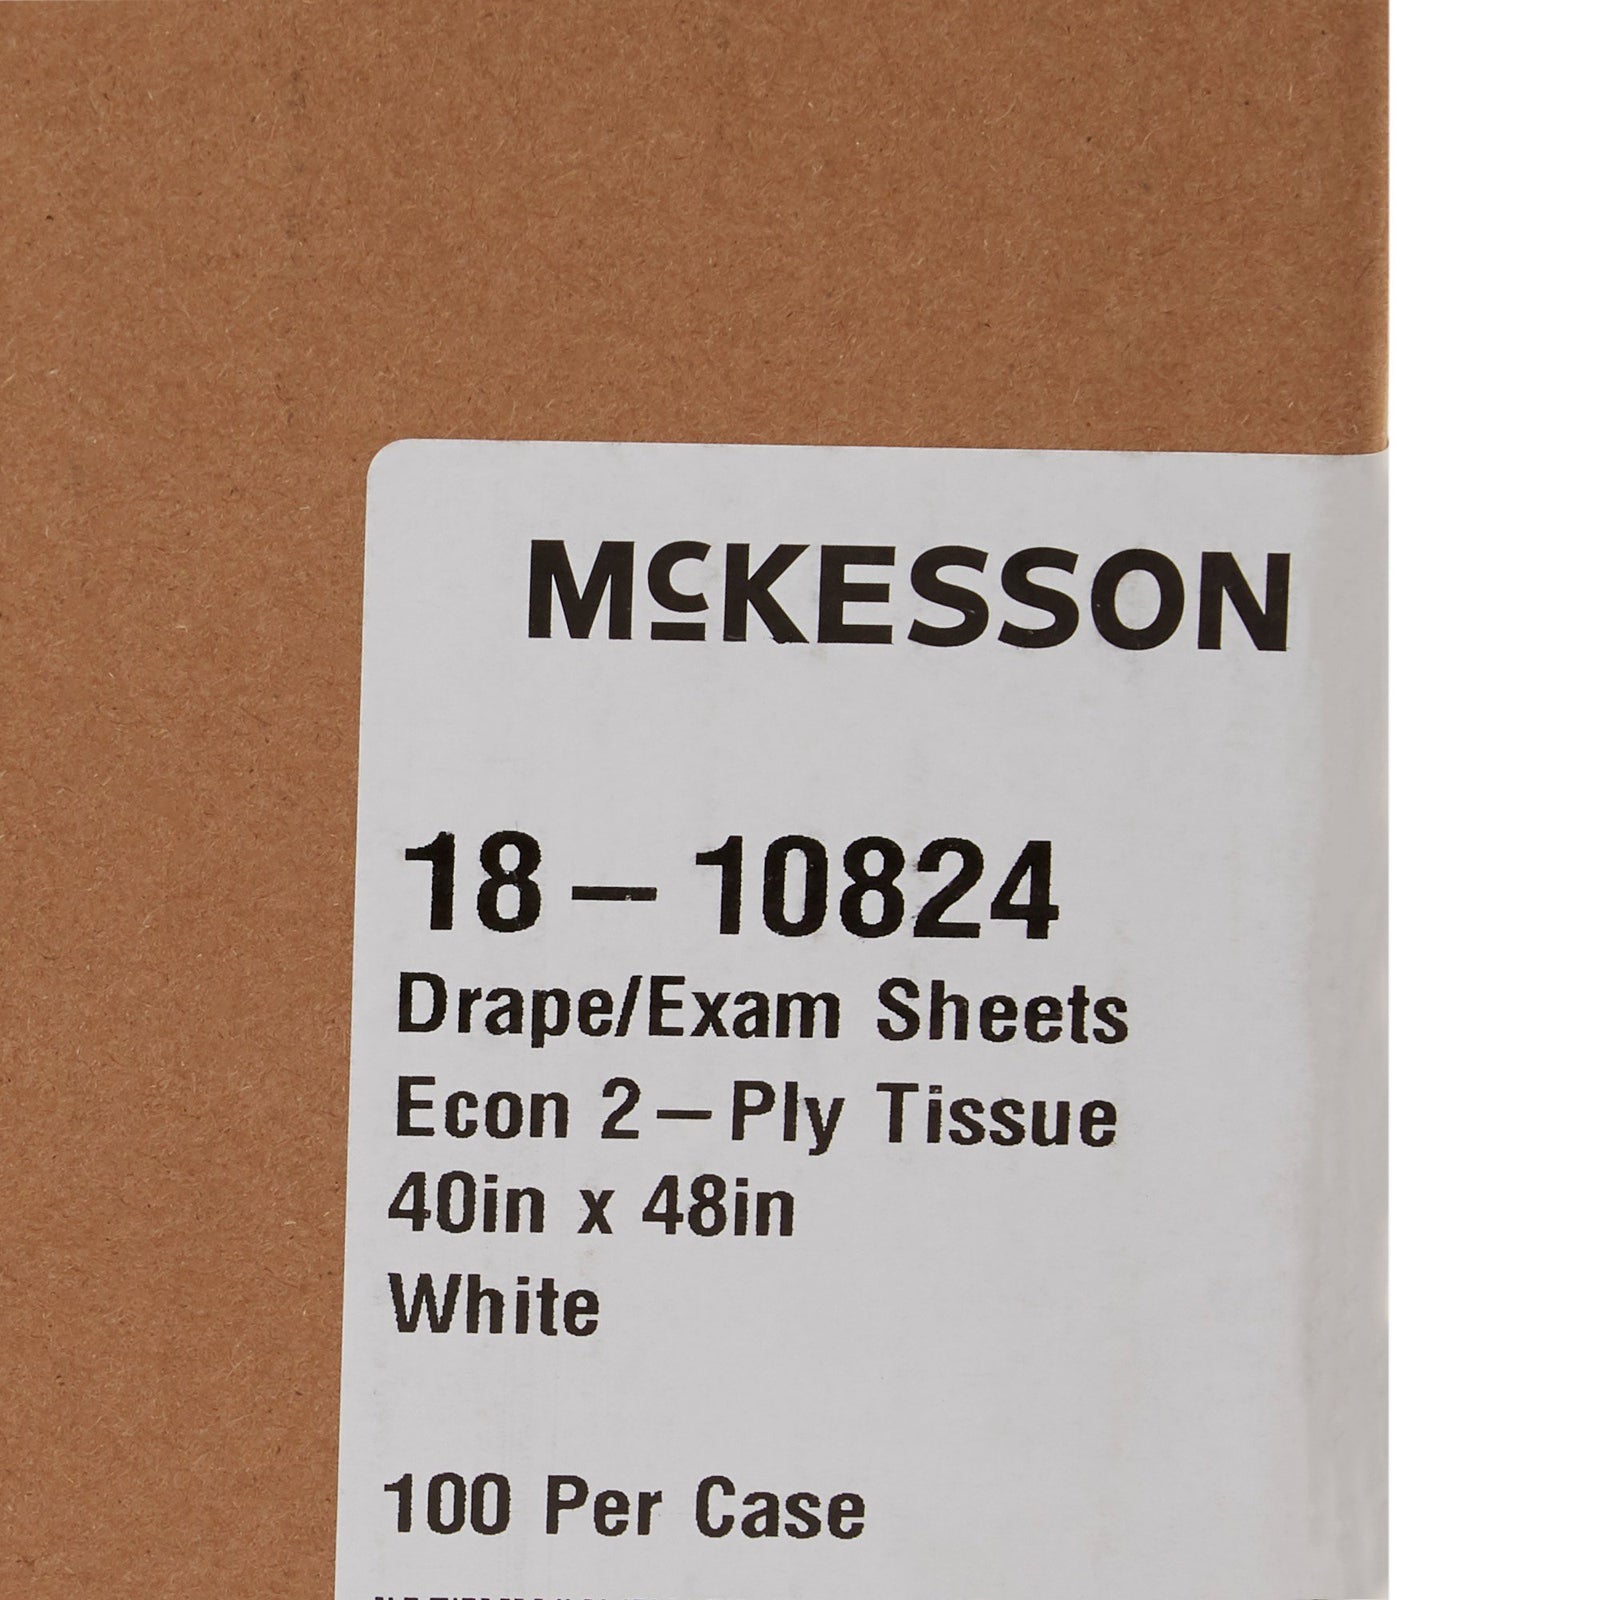 McKESSON
18-10824
Drape/Exam Sheets
Econ 2-Ply Tissue
40in x 48in
White
100 Per Case